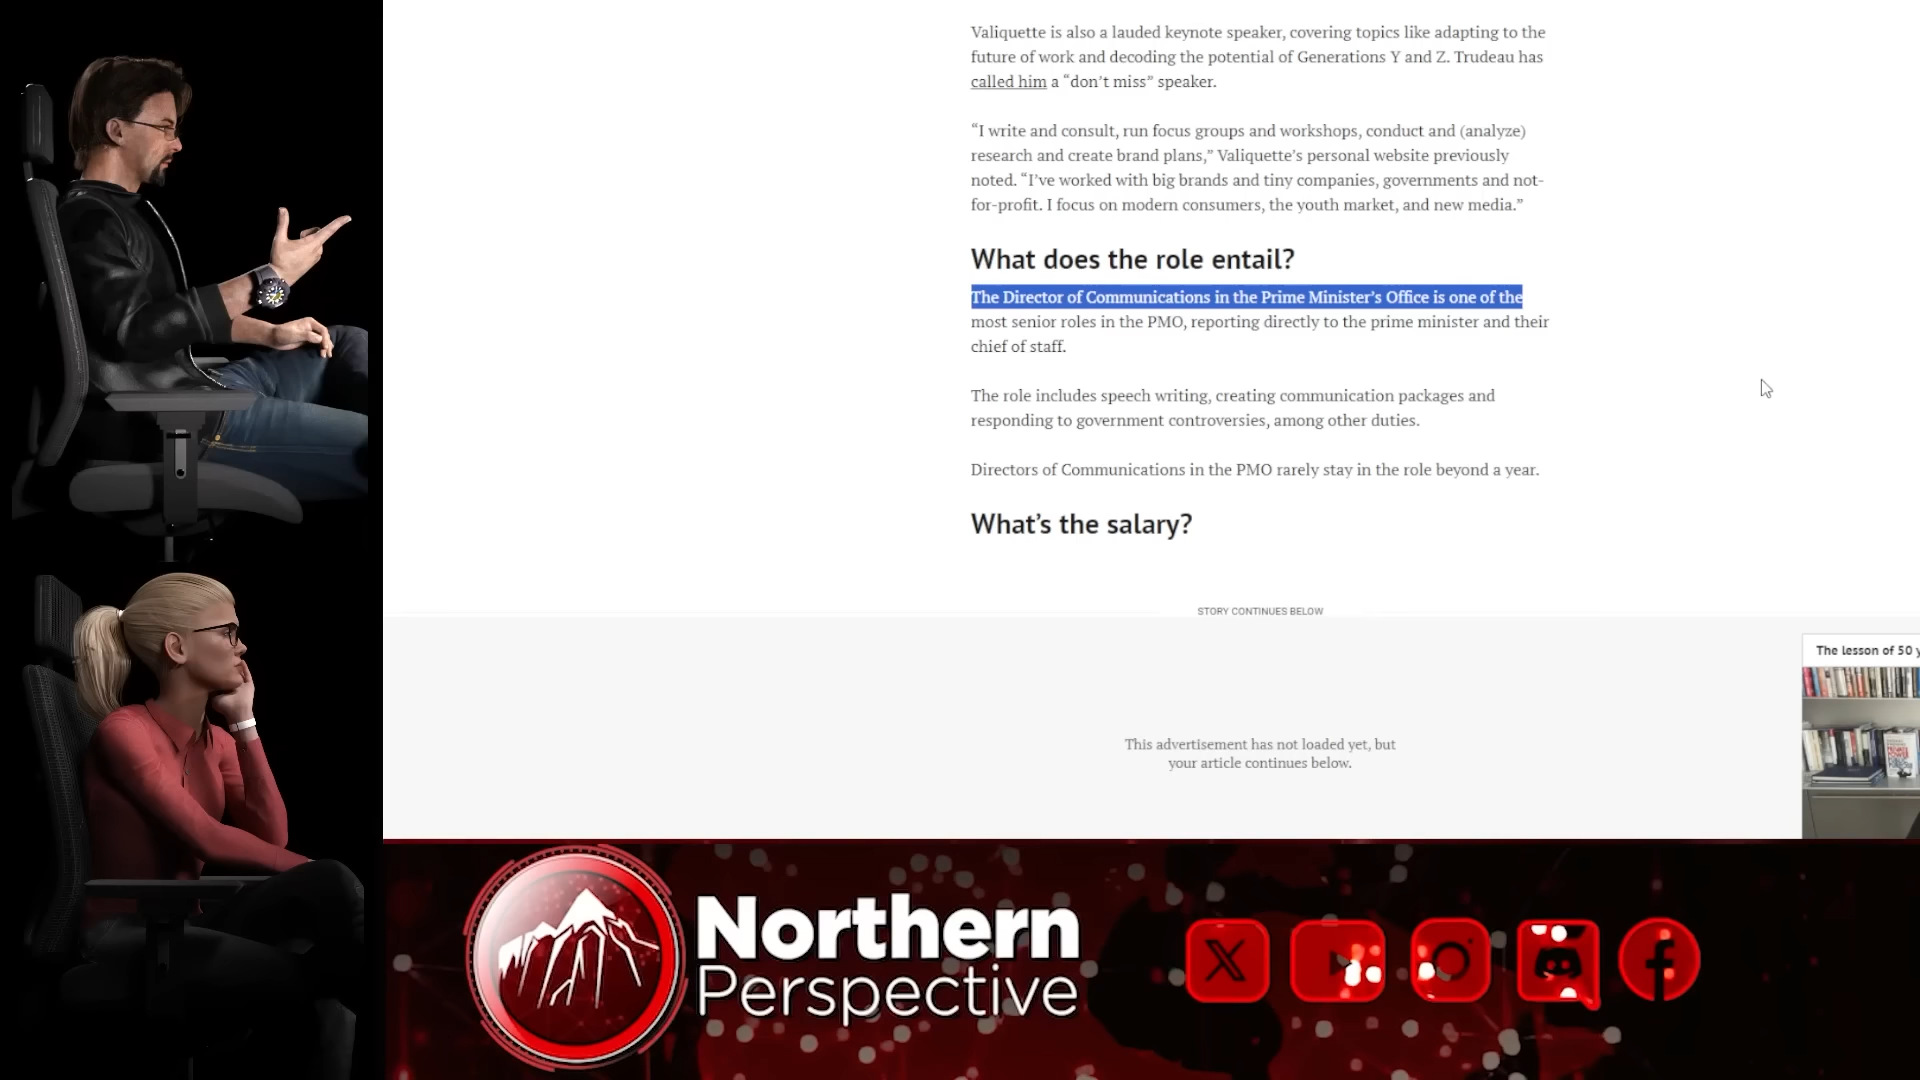 Valiquette is also a lauded keynote speaker, covering topics like adapting to the
future of work and decoding the potential of Generations Y and Z. Trudeau has
called him a “don’t miss” speaker.
“I write and consult, run focus groups and workshops, conduct and (analyze)
research and create brand plans,” Valiquette’s personal website previously
noted. “I’ve worked with big brands and tiny companies, governments and not-
for-profit. I focus on modern consumers, the youth market, and new media.”
What does the role entail?
The Director of Communications in the Prime Minister’s Office is one of the
most senior roles in the PMO, reporting directly to the prime minister and their
chief of staff.
The role includes speech writing, creating communication packages and
responding to government controversies, among other duties.
Directors of Communications in the PMO rarely stay in the role beyond a year.
What’s the salary?
STORY CONTINUES BELOW
The lesson of 50 y
This advertisement has not loaded yet, but
your article continues below.
Northern
Perspective